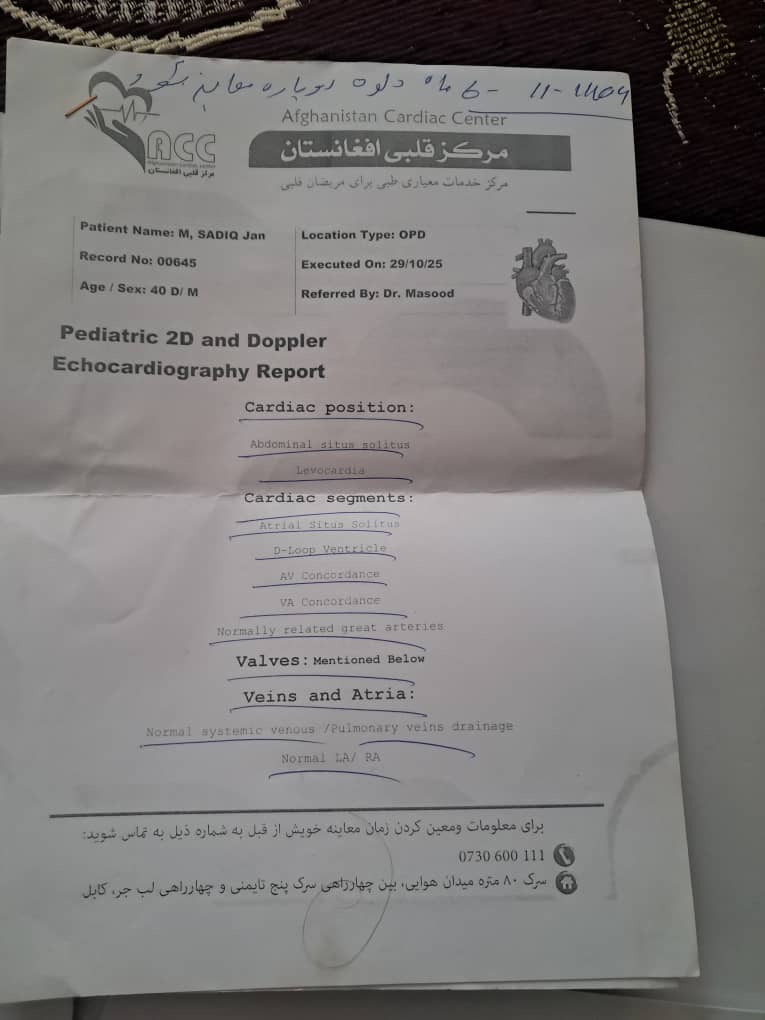 6 ماه دلوه دوباره معاینه شود - 11-1404
Afghanistan Cardiac Center
ACC
Afghanistan cardiac center
مرکز قلبی افغانستان
مرکز قلبی افغانستان
مرکز خدمات معیاری طبی برای مریضان قلبی
Patient Name: M, SADIQ Jan
Record No: 00645
Age / Sex: 40 D/ M
Location Type: OPD
Executed On: 29/10/25
Referred By: Dr. Masood
Pediatric 2D and Doppler
Echocardiography Report
Cardiac position:
Abdominal situs solitus
Levocardia
Cardiac segments:
Atrial Situs Solitus
D-Loop Ventricle
AV Concordance
VA Concordance
Normally related great arteries
Valves: Mentioned Below
Veins and Atria:
Normal systemic venous /Pulmonary veins drainage
Normal LA/ RA
برای معلومات ومعین کردن زمان معاینه خویش از قبل به شماره ذیل به تماس شوید:
0730 600 111
سرک ۸۰ متره میدان هوایی، بین چهارراهی سرک پنج تایمنی و چهارراهی لب جر، کابل